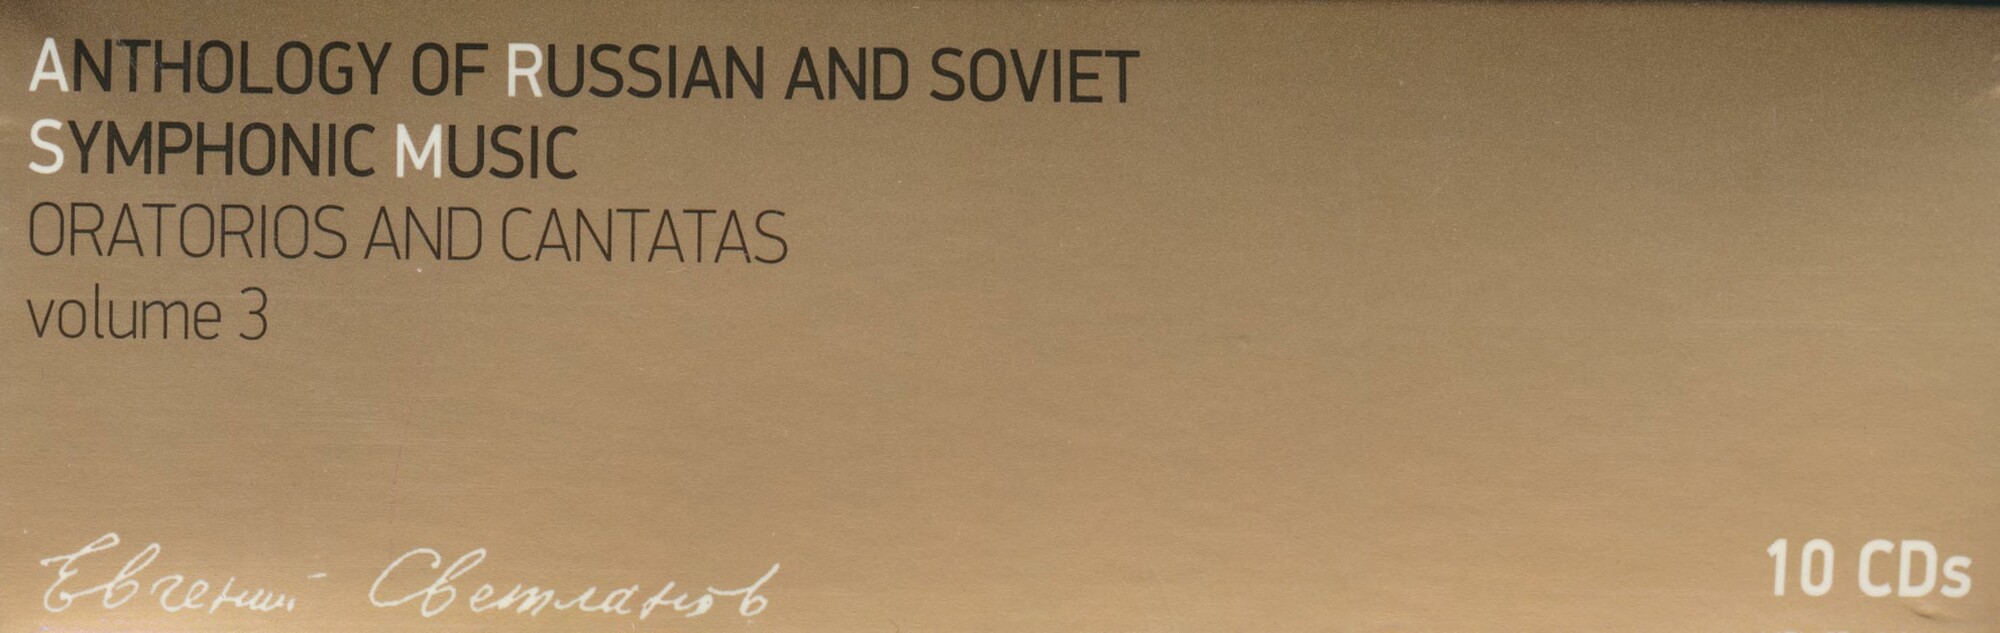 ANTHOLOGY OF RUSSIAN AND SOVIET
SYMPHONIC MUSIC
ORATORIOS AND CANTATAS
volume 3
Евгений Светланов
10 CDs